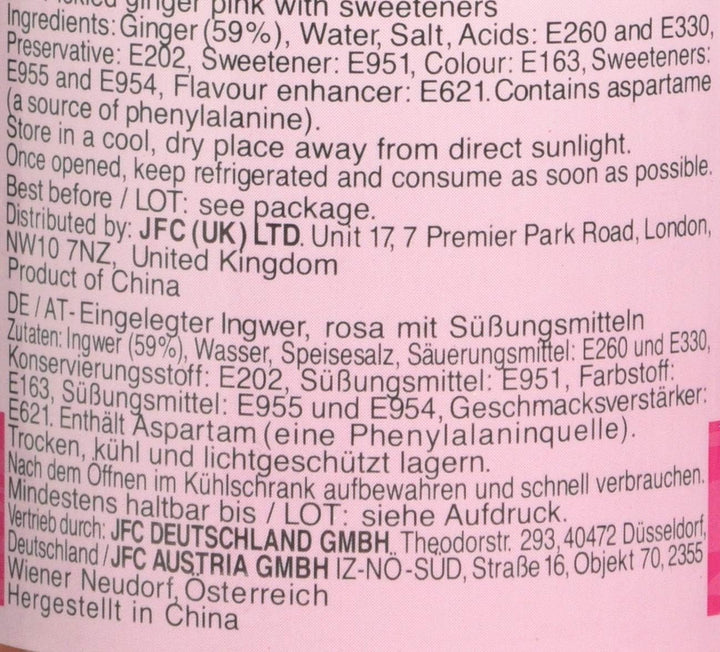 ginger pink with sweeteners
Ingredients: Ginger (59%), Water, Salt, Acids: E260 and E330,
Preservative: E202, Sweetener: E951, Colour: E163, Sweeteners:
E955 and E954, Flavour enhancer: E621. Contains aspartame
(a source of phenylalanine).
Store in a cool, dry place away from direct sunlight.
Once opened, keep refrigerated and consume as soon as possible.
Best before / LOT: see package.
Distributed by: JFC (UK) LTD. Unit 17, 7 Premier Park Road, London,
NW10 7NZ, United Kingdom
Product of China
DE / AT- Eingelegter Ingwer, rosa mit Süßungsmitteln
Zutaten: Ingwer (59%), Wasser, Speisesalz, Säuerungsmittel: E260 und E330,
Konservierungsstoff: E202, Süßungsmittel: E951, Farbstoff:
E163, Süßungsmittel: E955 und E954, Geschmacksverstärker:
E621. Enthält Aspartam (eine Phenylalaninquelle).
Trocken, kühl und lichtgeschützt lagern.
Nach dem Öffnen im Kühlschrank aufbewahren und schnell verbrauchen.
Mindestens haltbar bis / LOT: siehe Aufdruck.
Vertrieb durch: JFC DEUTSCHLAND GMBH, Theodorstr. 293, 40472 Düsseldorf,
Deutschland / JFC AUSTRIA GMBH IZ-NÖ-SÜD, Straße 16, Objekt 70, 2355
Wiener Neudorf, Österreich
Hergestellt in China